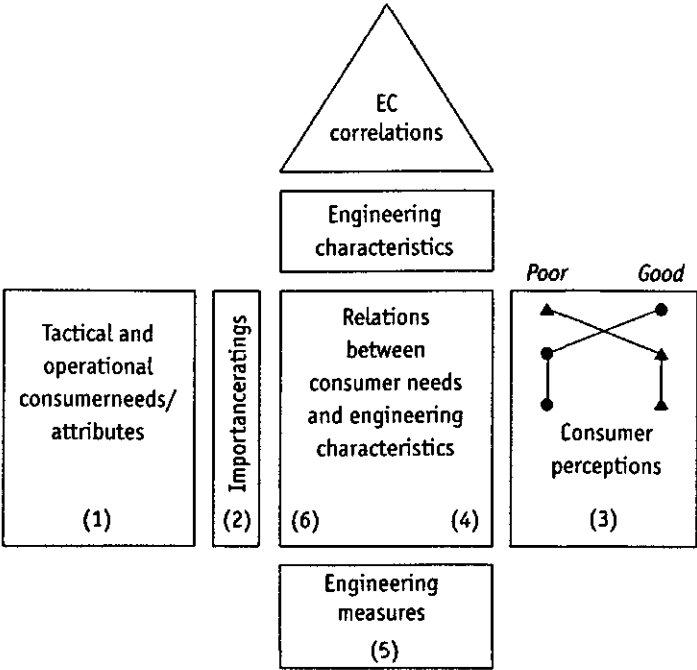 EC
correlations
Engineering
characteristics
Poor Good
Tactical and
operational
consumerneeds/
attributes
(1)
Importanceratings
(2)
Relations
between
consumer needs
and engineering
characteristics
(6) (4)
Consumer
perceptions
(3)
Engineering
measures
(5)